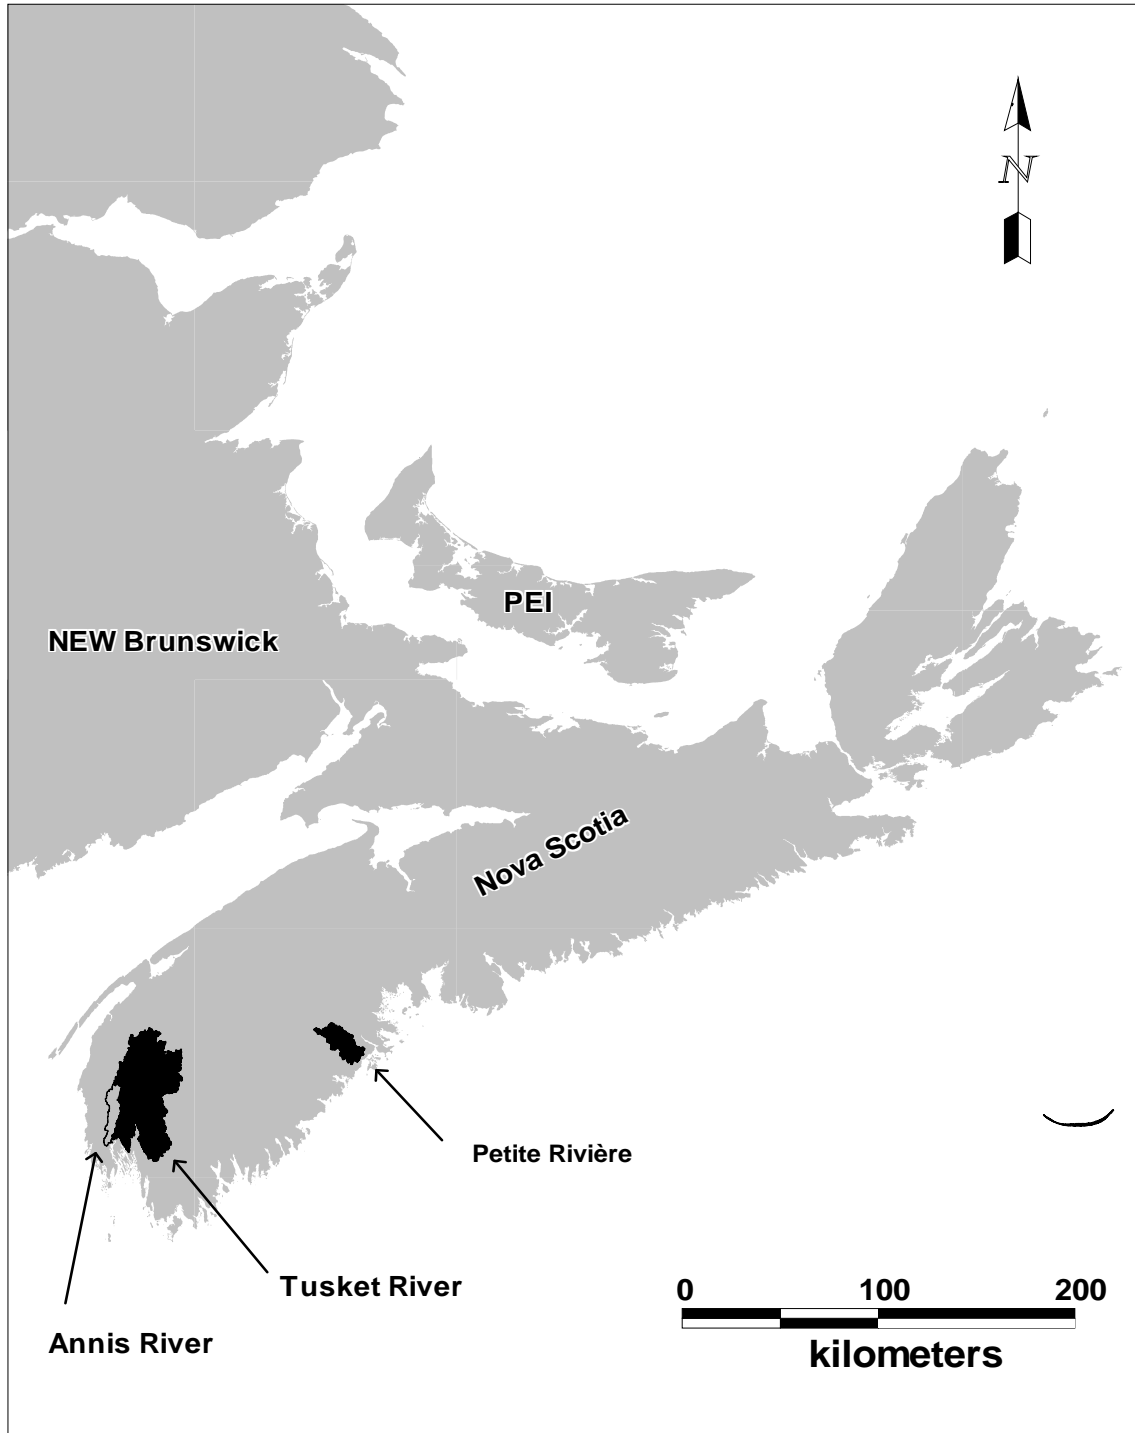 N
PEI
NEW Brunswick
Nova Scotia
Petite Rivière
Tusket River
Annis River
0 100 200
kilometers